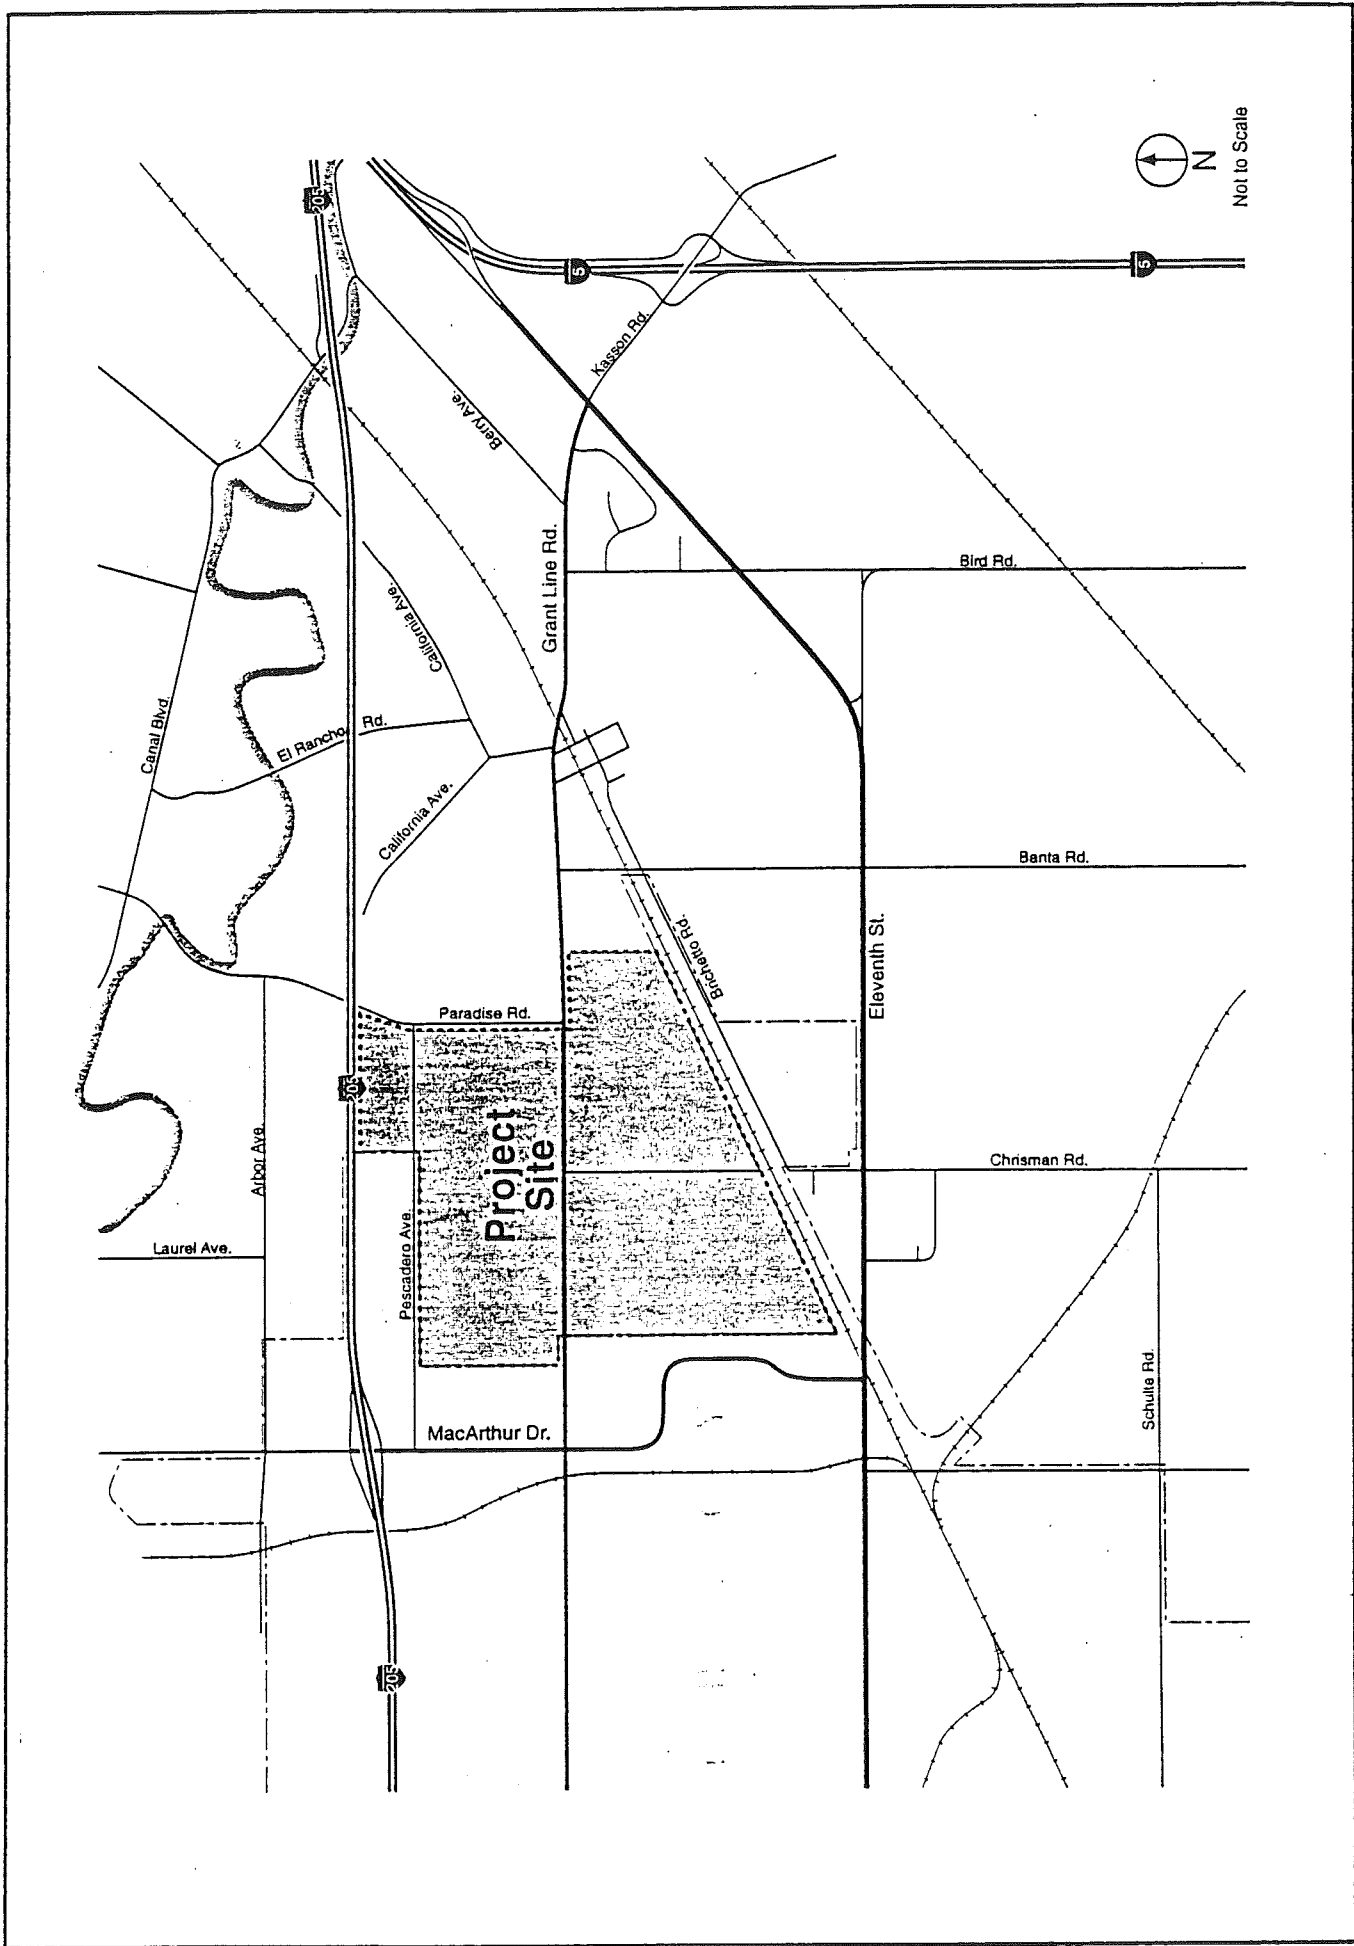 205
Canal Blvd.
El Rancho Rd.
California Ave.
California Ave.
Berry Ave.
Grant Line Rd.
Kasson Rd.
5
5
N
Not to Scale
Bird Rd.
Banta Rd.
Brichetto Rd.
Eleventh St.
Paradise Rd.
205
Arbor Ave.
Laurel Ave.
Pescadero Ave.
Project
Site
Chrisman Rd.
Schulte Rd.
MacArthur Dr.
205